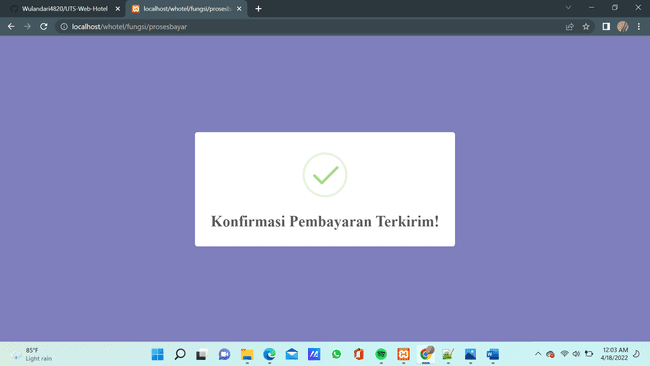 Wulandari4820/UTS-Web-Hotel
localhost/whotel/fungsi/prosesb
localhost/whotel/fungsi/prosesbayar
Konfirmasi Pembayaran Terkirim!
85°F
Light rain
12:03 AM
4/18/2022